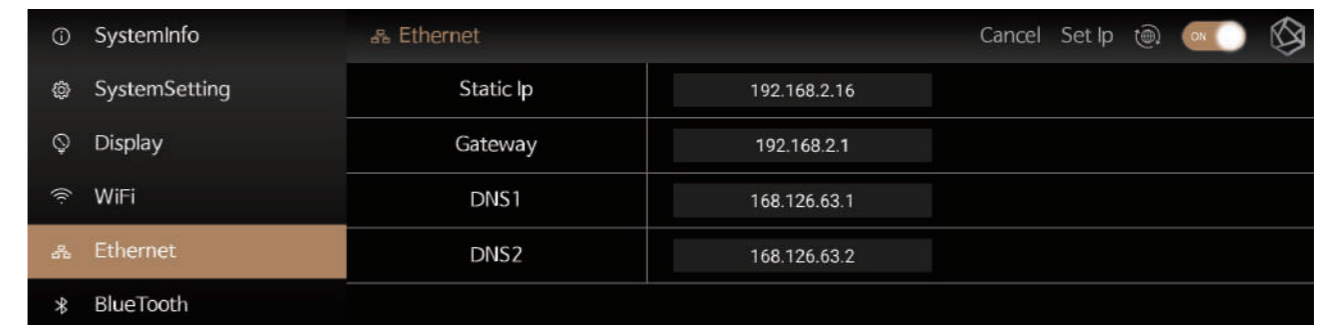 SystemInfo
Ethernet Cancel Set Ip ON
SystemSetting
Static Ip 192.168.2.16
Display
Gateway 192.168.2.1
WiFi
DNS1 168.126.63.1
Ethernet
DNS2 168.126.63.2
BlueTooth